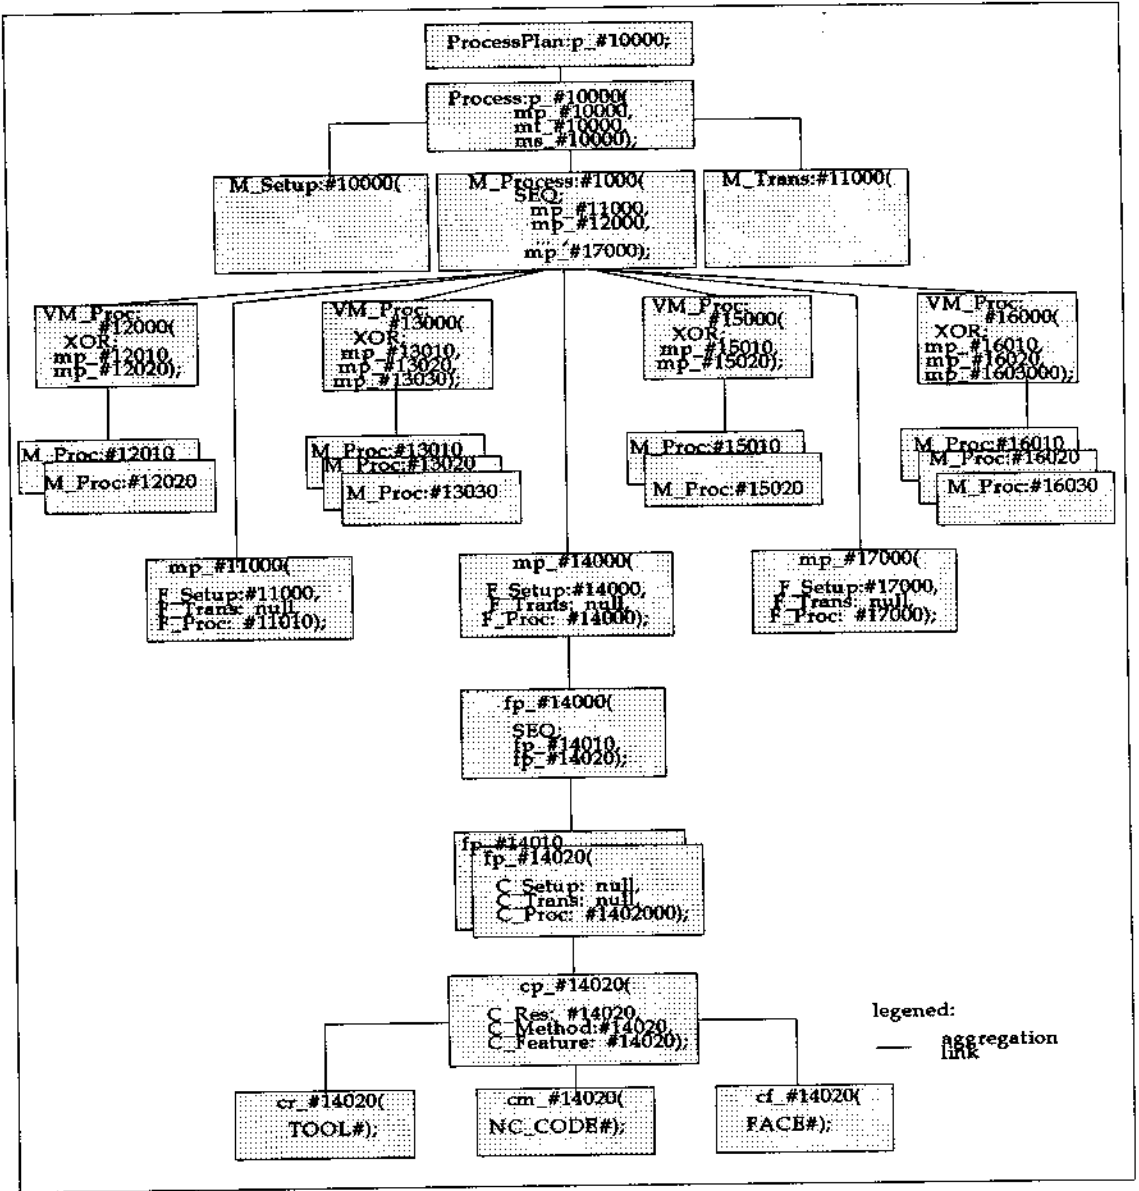 ProcessPlan:p_#10000;
Process:p_#10000(
mp_#10000,
mt_#10000,
ms_#10000);
M_Setup:#10000(
M_Process:#1000(
SEQ;
mp_#11000,
mp_#12000,
...
mp_#17000);
M_Trans:#11000(
VM_Proc:
#12000(
XOR;
mp_#12010,
mp_#12020);
VM_Proc:
#13000(
XOR;
mp_#13010,
mp_#13020,
mp_#13030);
VM_Proc:
#15000(
XOR;
mp_#15010,
mp_#15020);
VM_Proc:
#16000(
XOR;
mp_#16010,
mp_#16020,
mp_#1603000);
M_Proc:#12010
M_Proc:#12020
M_Proc:#13010
M_Proc:#13020
M_Proc:#13030
M_Proc:#15010
M_Proc:#15020
M_Proc:#16010
M_Proc:#16020
M_Proc:#16030
mp_#11000(
F_Setup:#11000,
F_Trans: null,
F_Proc: #11010);
mp_#14000(
F_Setup:#14000,
F_Trans: null,
F_Proc: #14000);
mp_#17000(
F_Setup:#17000,
F_Trans: null,
F_Proc: #17000);
fp_#14000(
SEQ;
fp_#14010,
fp_#14020);
fp_#14010
fp_#14020(
C_Setup: null,
C_Trans: null,
C_Proc: #1402000);
cp_#14020(
C_Res: #14020,
C_Method:#14020,
C_Feature: #14020);
legened:
aggregation
link
cr_#14020(
TOOL#);
cm_#14020(
NC_CODE#);
cf_#14020(
FACE#);